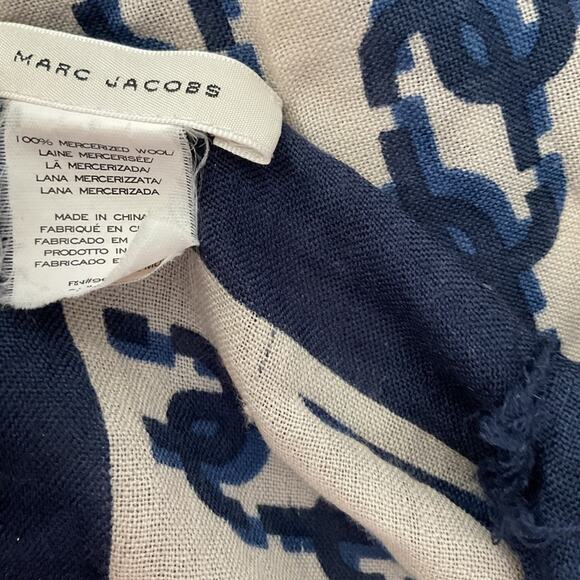 MARC JACOBS
100% MERCERIZED WOOL/
LAINE MERCERISÉE/
LÃ MERCERIZADA/
LANA MERCERIZZATA/
LANA MERCERIZADA
MADE IN CHINA
FABRIQUÉ EN
FABRICADO EM
PRODOTTO IN
FABRICADO E